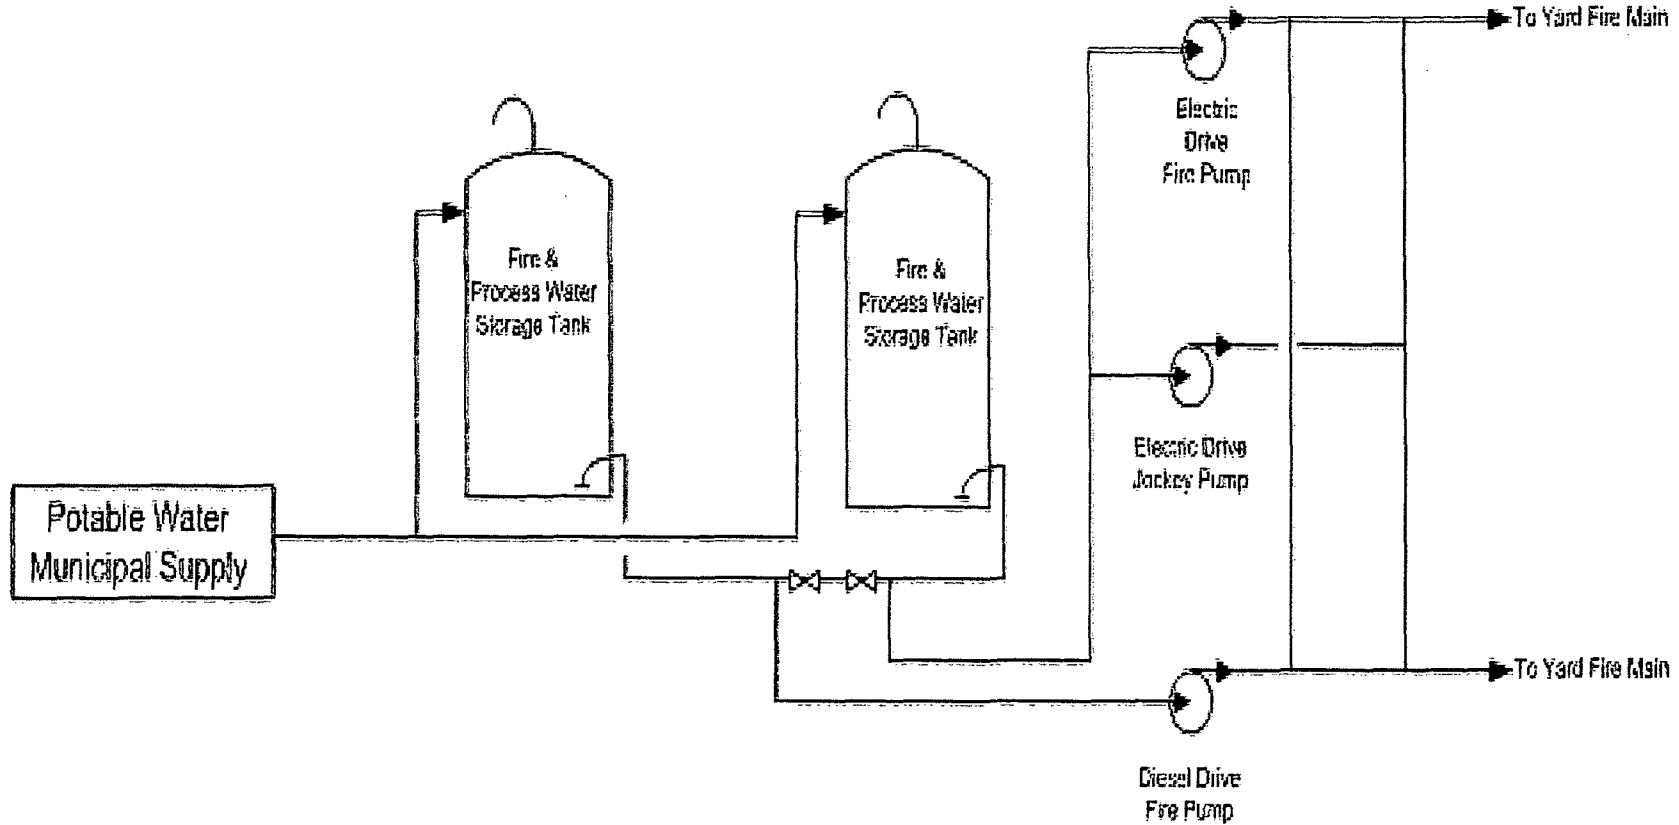 To Yard Fire Main
Electric
Drive
Fire Pump
Fire &
Process Water
Storage Tank
Fire &
Process Water
Storage Tank
Electric Drive
Jockey Pump
Potable Water
Municipal Supply
To Yard Fire Main
Diesel Drive
Fire Pump